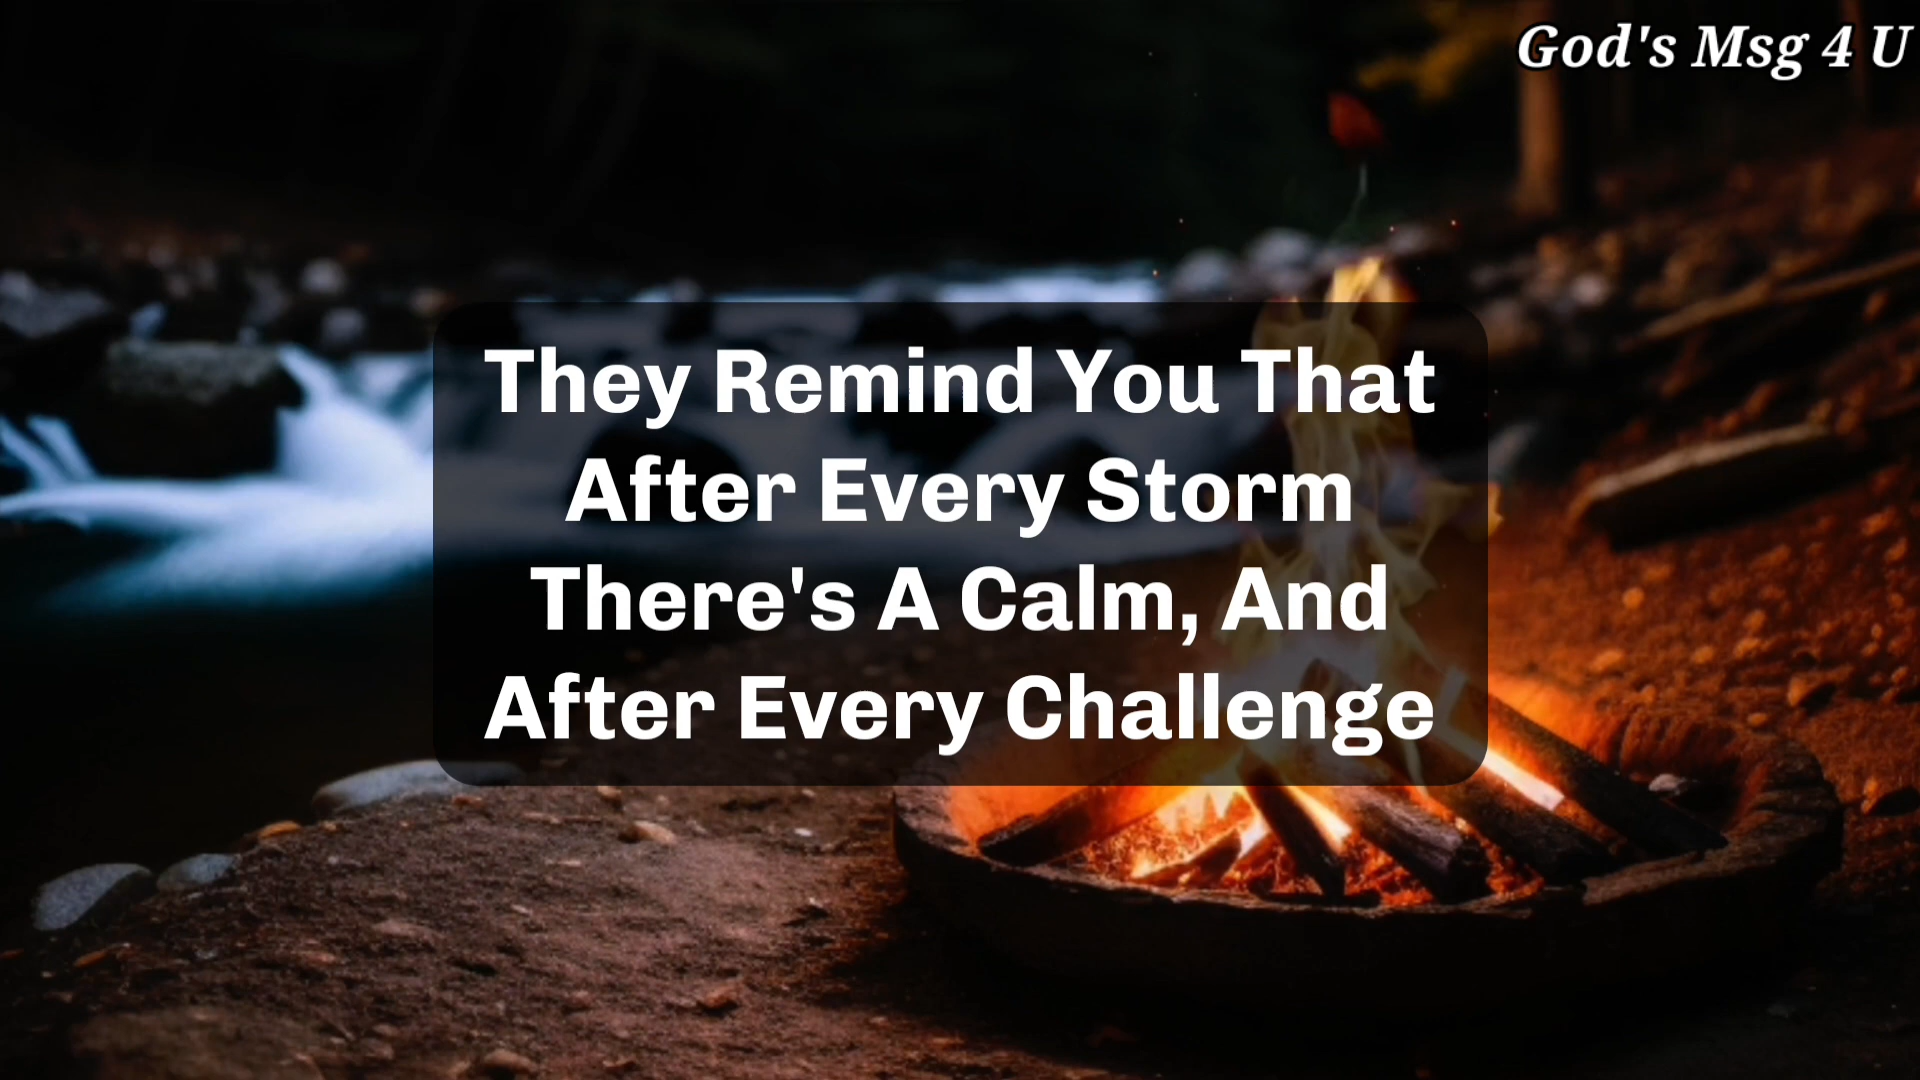 God's Msg 4 U
They Remind You That
After Every Storm
There's A Calm, And
After Every Challenge